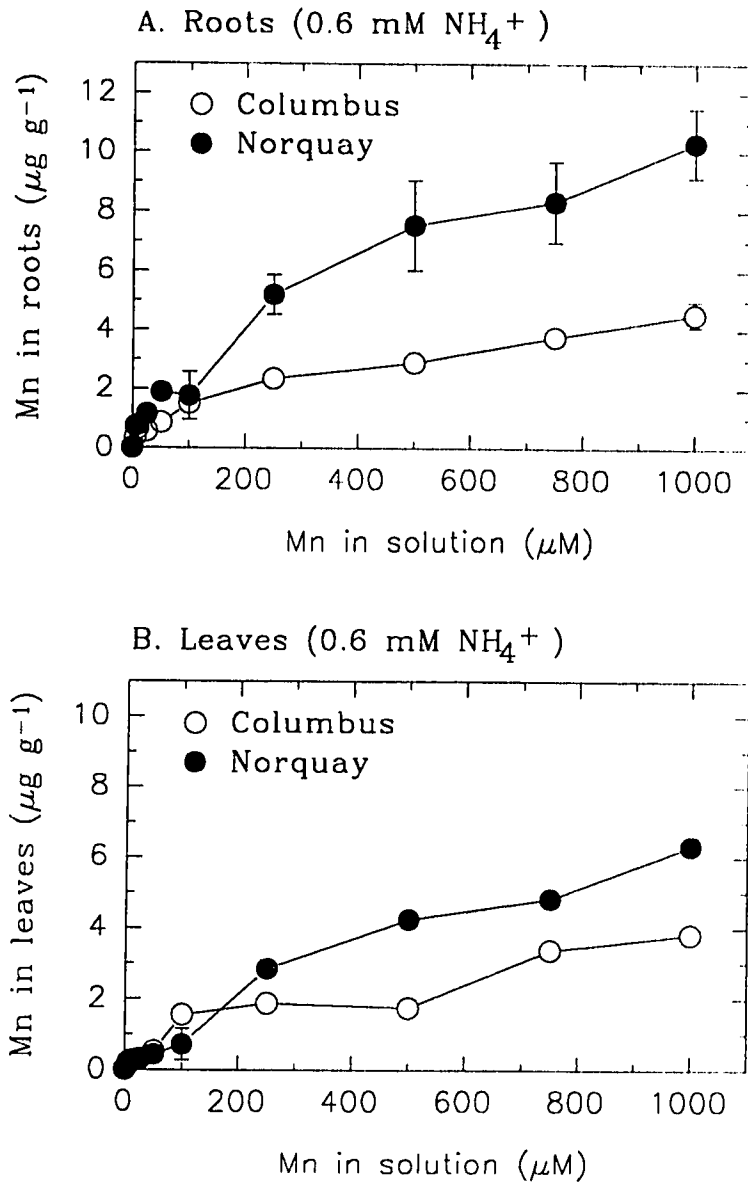 A. Roots (0.6 mM NH₄⁺)
Mn in roots (μg g⁻¹)
12
10
8
6
4
2
0
Columbus
Norquay
0 200 400 600 800 1000
Mn in solution (μM)
B. Leaves (0.6 mM NH₄⁺)
Mn in leaves (μg g⁻¹)
10
8
6
4
2
0
Columbus
Norquay
0 200 400 600 800 1000
Mn in solution (μM)